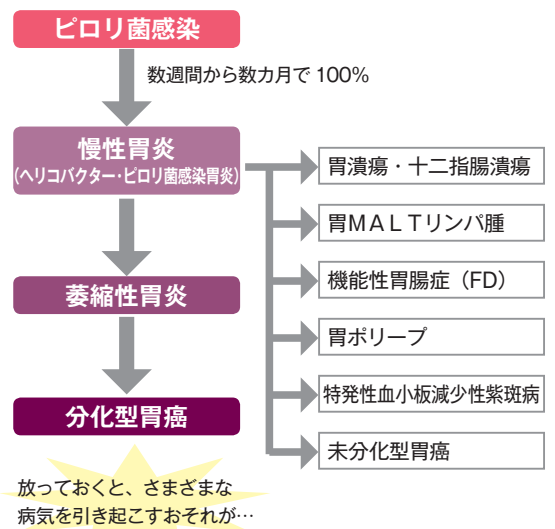 ピロリ菌感染
数週間から数カ月で 100%
慢性胃炎
(ヘリコバクター・ピロリ菌感染胃炎)
胃潰瘍・十二指腸潰瘍
胃MALTリンパ腫
機能性胃腸症（FD）
胃ポリープ
特発性血小板減少性紫斑病
未分化型胃癌
萎縮性胃炎
分化型胃癌
放っておくと、さまざまな
病気を引き起こすおそれが…